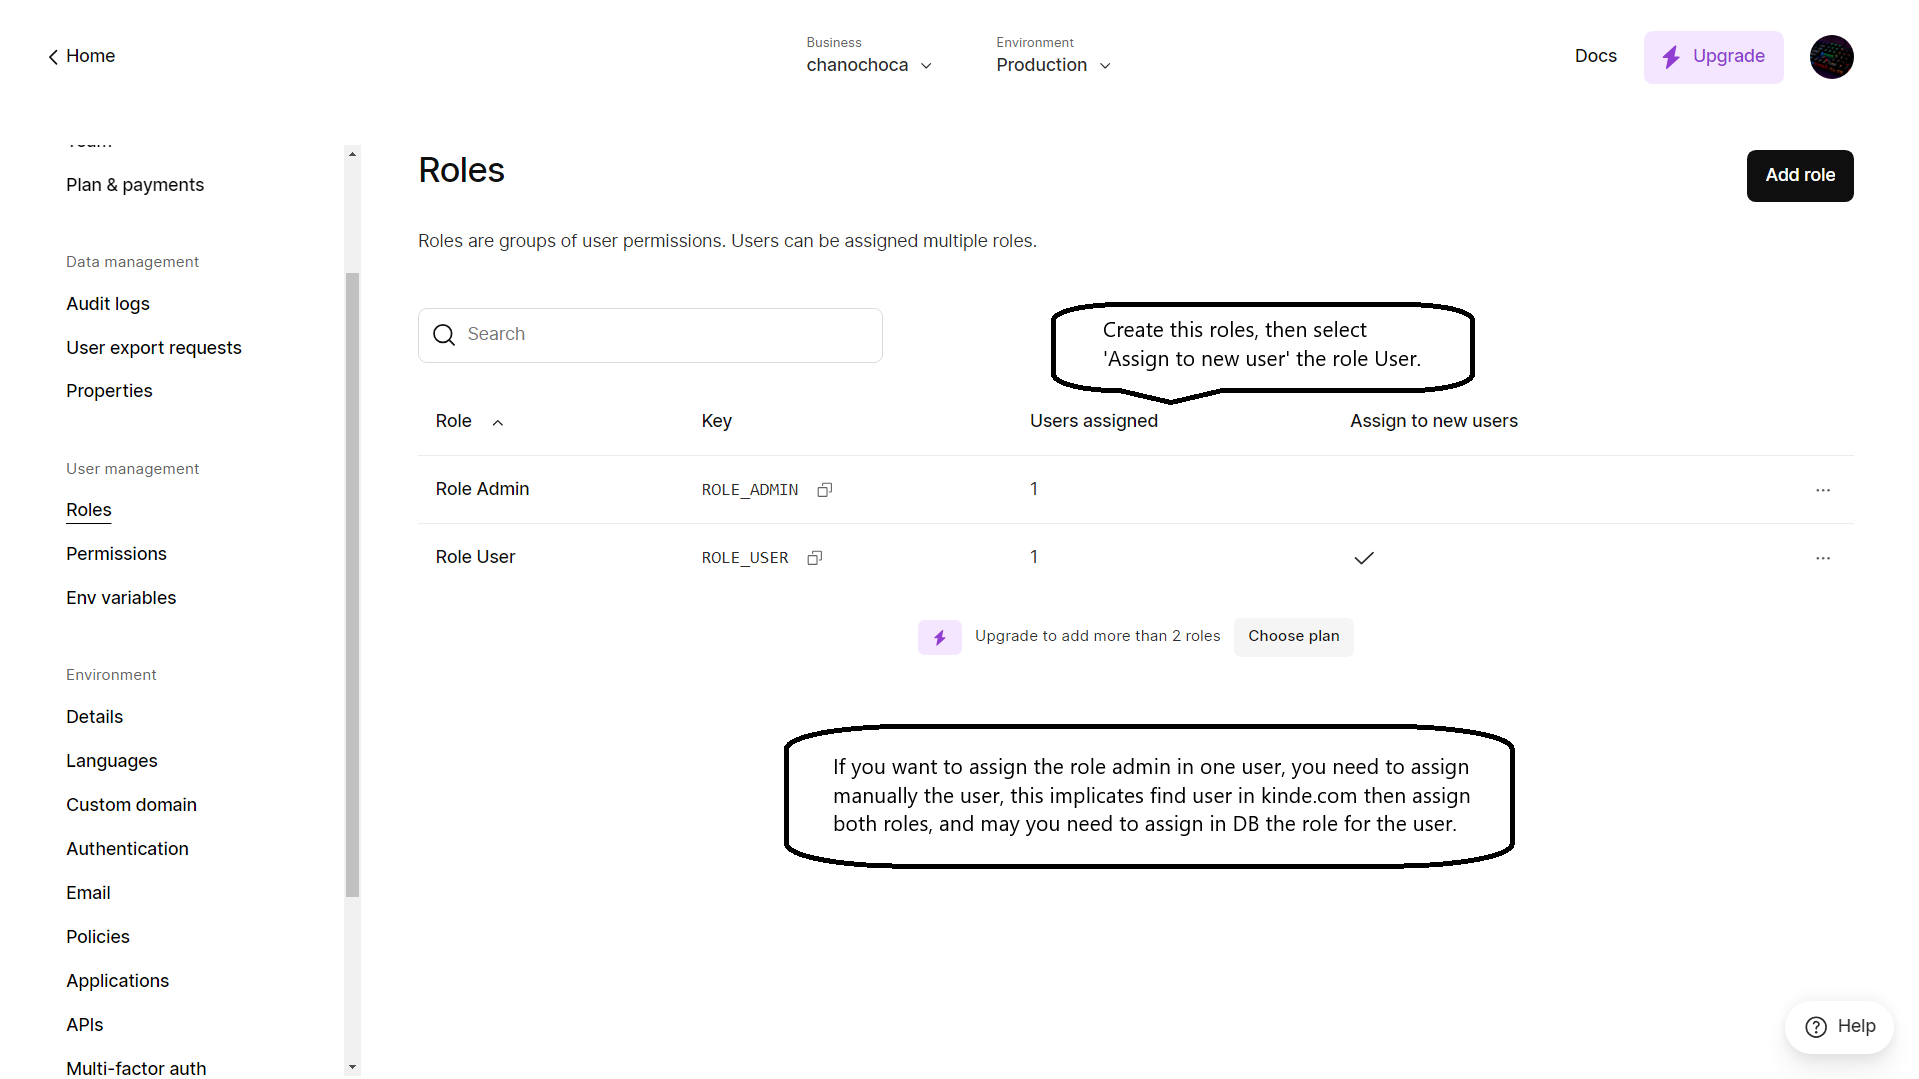 Home
Business
chanochoca
Environment
Production
Docs
Upgrade
Team
Plan & payments
Data management
Audit logs
User export requests
Properties
User management
Roles
Permissions
Env variables
Environment
Details
Languages
Custom domain
Authentication
Email
Policies
Applications
APIs
Multi-factor auth
Roles
Add role
Roles are groups of user permissions. Users can be assigned multiple roles.
Search
Create this roles, then select
'Assign to new user' the role User.
Role Key Users assigned Assign to new users
Role Admin ROLE_ADMIN 1
Role User ROLE_USER 1
Upgrade to add more than 2 roles Choose plan
If you want to assign the role admin in one user, you need to assign
manually the user, this implicates find user in kinde.com then assign
both roles, and may you need to assign in DB the role for the user.
Help